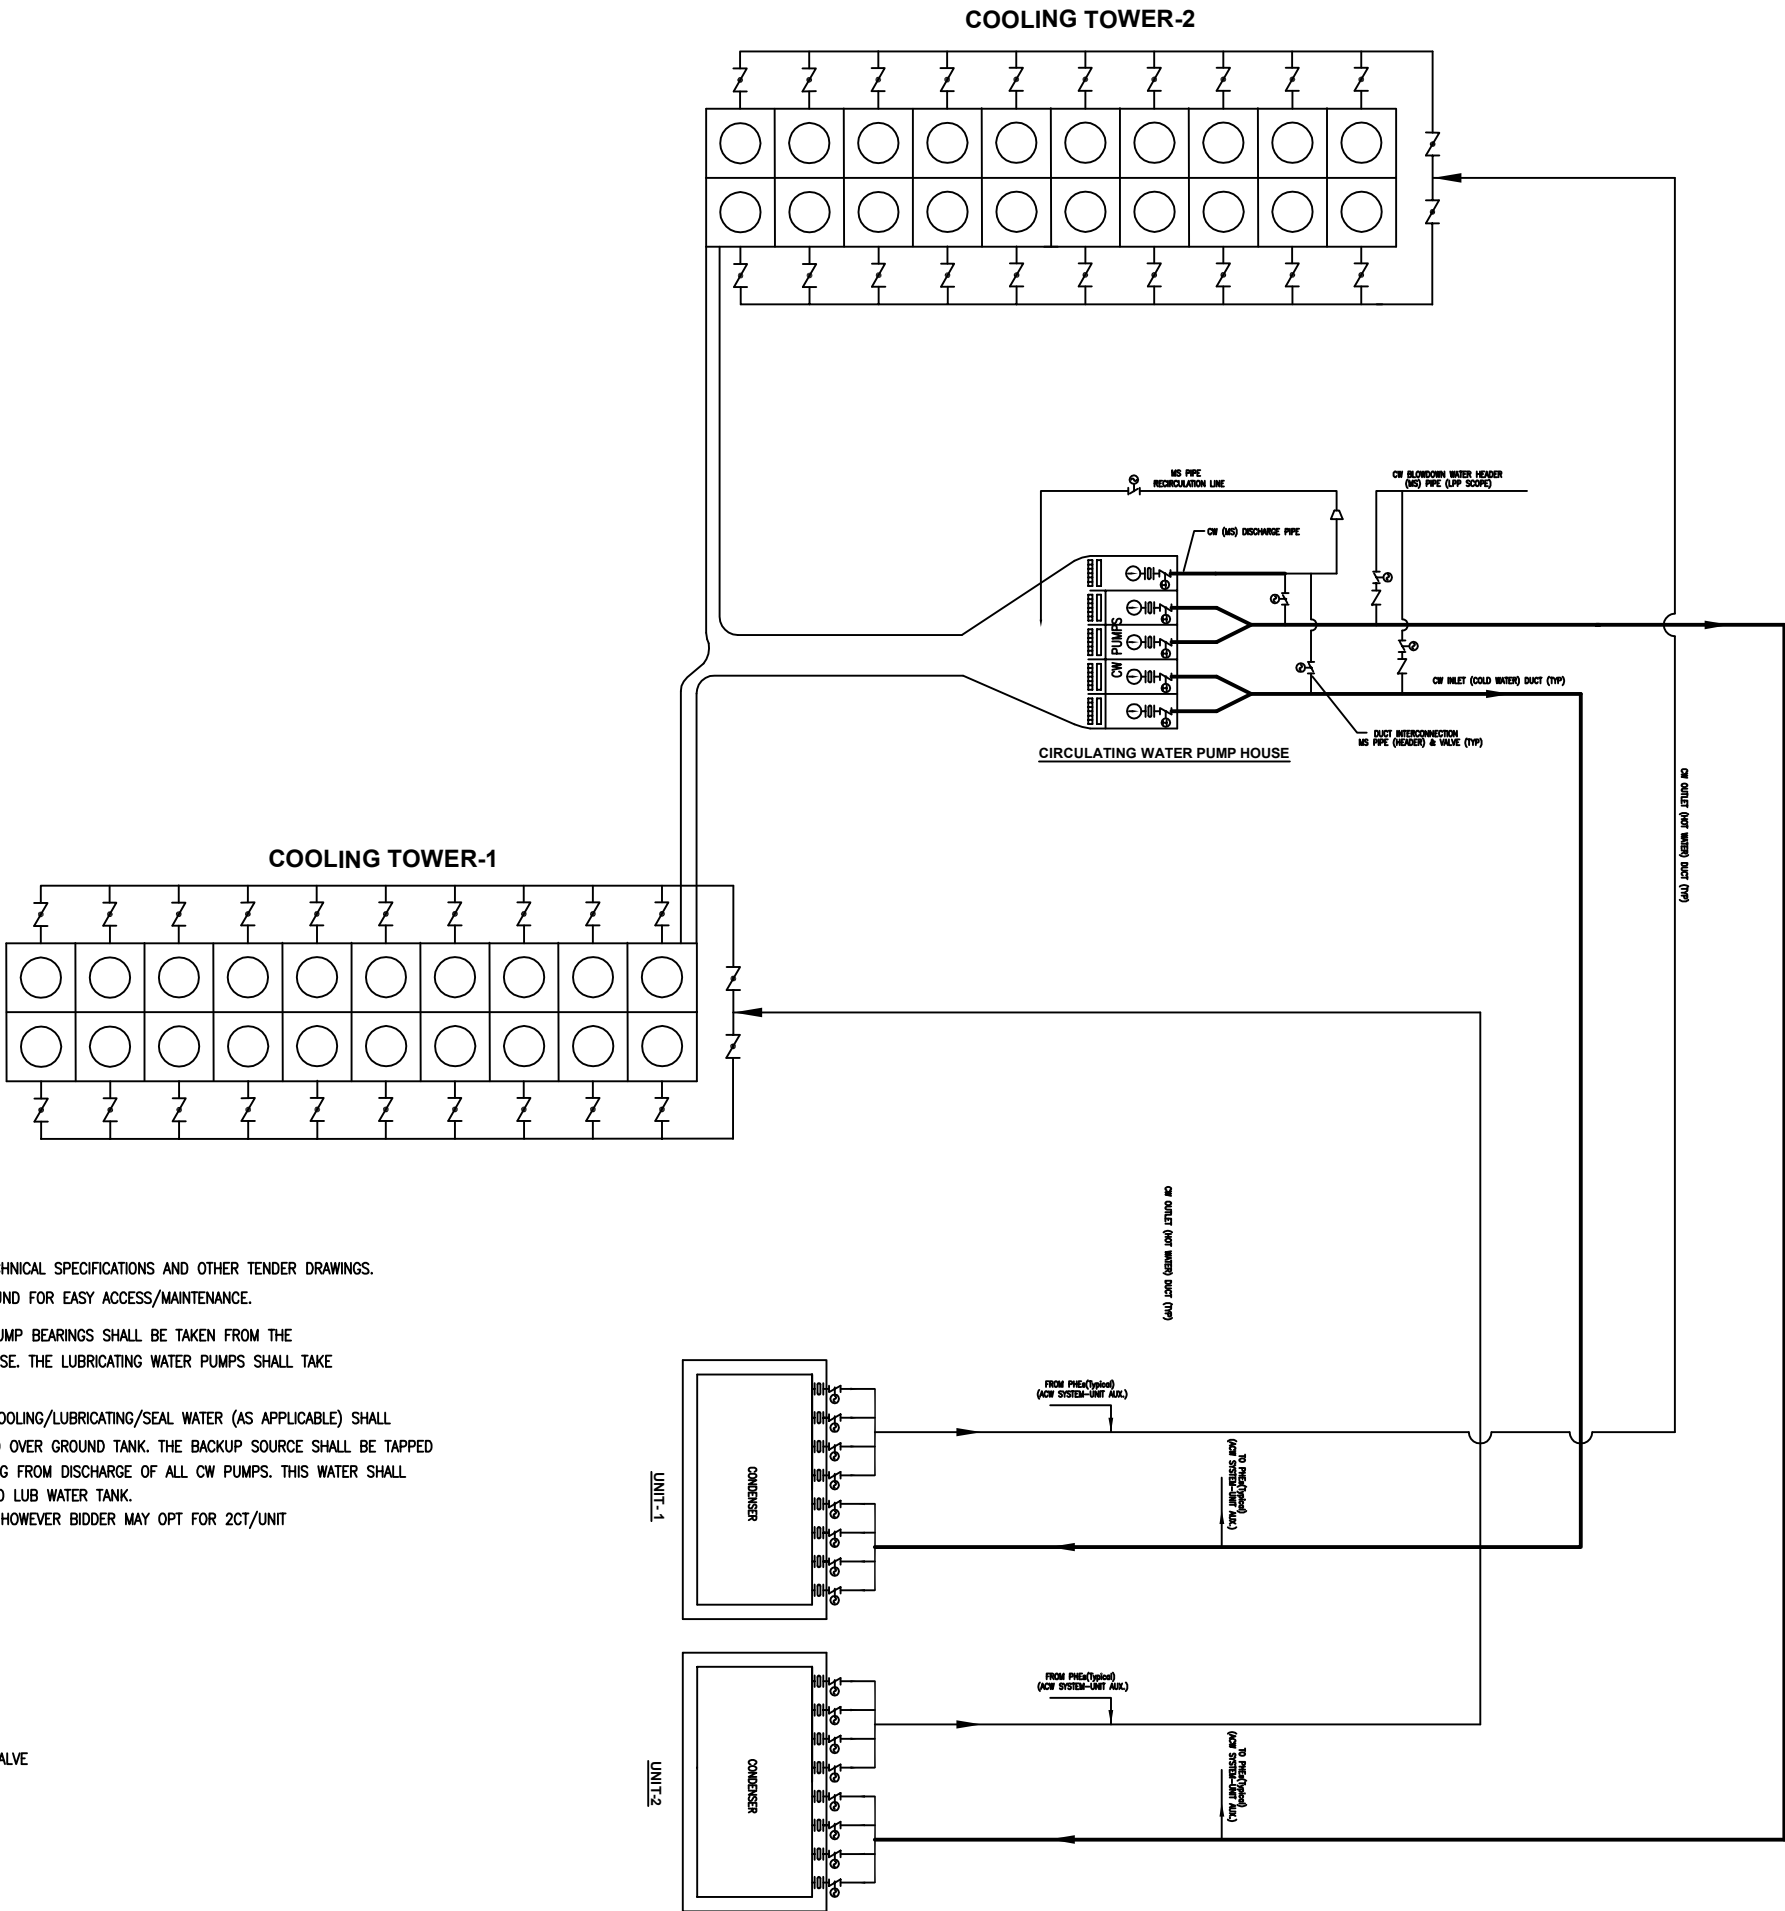 COOLING TOWER-2
MS PIPE
RECIRCULATION LINE
CW BLOWDOWN WATER HEADER
(MS) PIPE (LPP SCOPE)
CW (MS) DISCHARGE PIPE
CW PUMPS
CW INLET (COLD WATER) DUCT (TYP)
DUCT INTERCONNECTION
MS PIPE (HEADER) & VALVE (TYP)
CIRCULATING WATER PUMP HOUSE
CW OUTLET (HOT WATER) DUCT (TYP)
COOLING TOWER-1
CW OUTLET (HOT WATER) DUCT (TYP)
CHNICAL SPECIFICATIONS AND OTHER TENDER DRAWINGS.
UND FOR EASY ACCESS/MAINTENANCE.
UMP BEARINGS SHALL BE TAKEN FROM THE
SE. THE LUBRICATING WATER PUMPS SHALL TAKE
OOLING/LUBRICATING/SEAL WATER (AS APPLICABLE) SHALL
OVER GROUND TANK. THE BACKUP SOURCE SHALL BE TAPPED
G FROM DISCHARGE OF ALL CW PUMPS. THIS WATER SHALL
O LUB WATER TANK.
HOWEVER BIDDER MAY OPT FOR 2CT/UNIT
ALVE
FROM PHEs(Typical)
(ACW SYSTEM-UNIT AUX.)
TO PHEs(Typical)
(ACW SYSTEM-UNIT AUX.)
CONDENSER
UNIT-1
FROM PHEs(Typical)
(ACW SYSTEM-UNIT AUX.)
TO PHEs(Typical)
(ACW SYSTEM-UNIT AUX.)
CONDENSER
UNIT-2